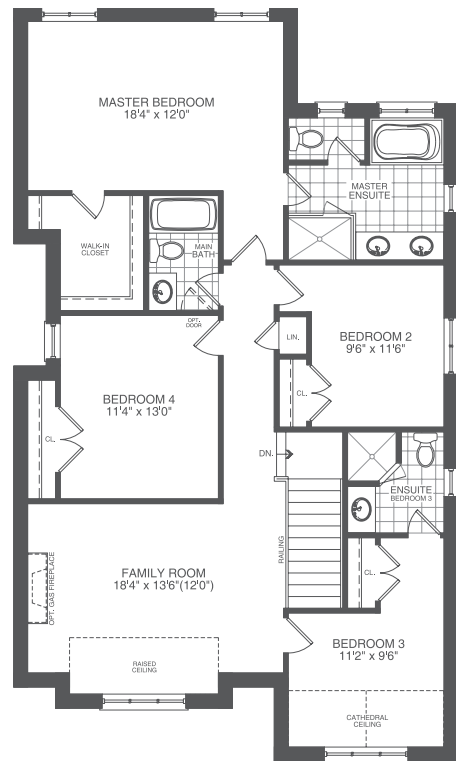 MASTER BEDROOM
18'4" x 12'0"
MASTER
ENSUITE
WALK-IN
CLOSET
MAIN
BATH
OPT.
DOOR
LIN.
BEDROOM 2
9'6" x 11'6"
CL.
BEDROOM 4
11'4" x 13'0"
CL.
DN.
ENSUITE
BEDROOM 3
RAILING
CL.
OPT. GAS FIREPLACE
FAMILY ROOM
18'4" x 13'6"(12'0")
RAISED
CEILING
BEDROOM 3
11'2" x 9'6"
CATHEDRAL
CEILING